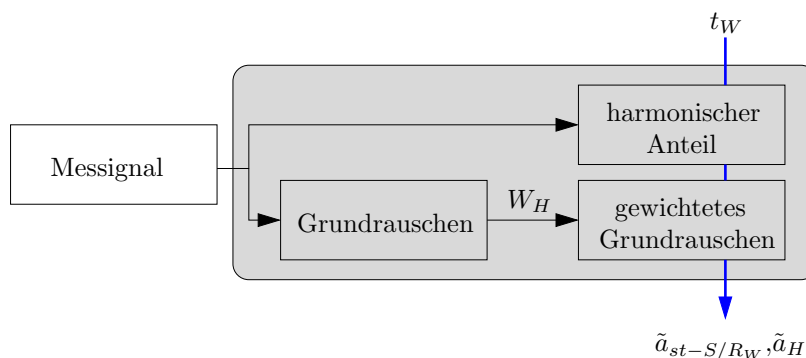 t_W
harmonischer
Anteil
Messignal
W_H
gewichtetes
Grundrauschen
Grundrauschen
ã_{st−S/R_W},ã_H